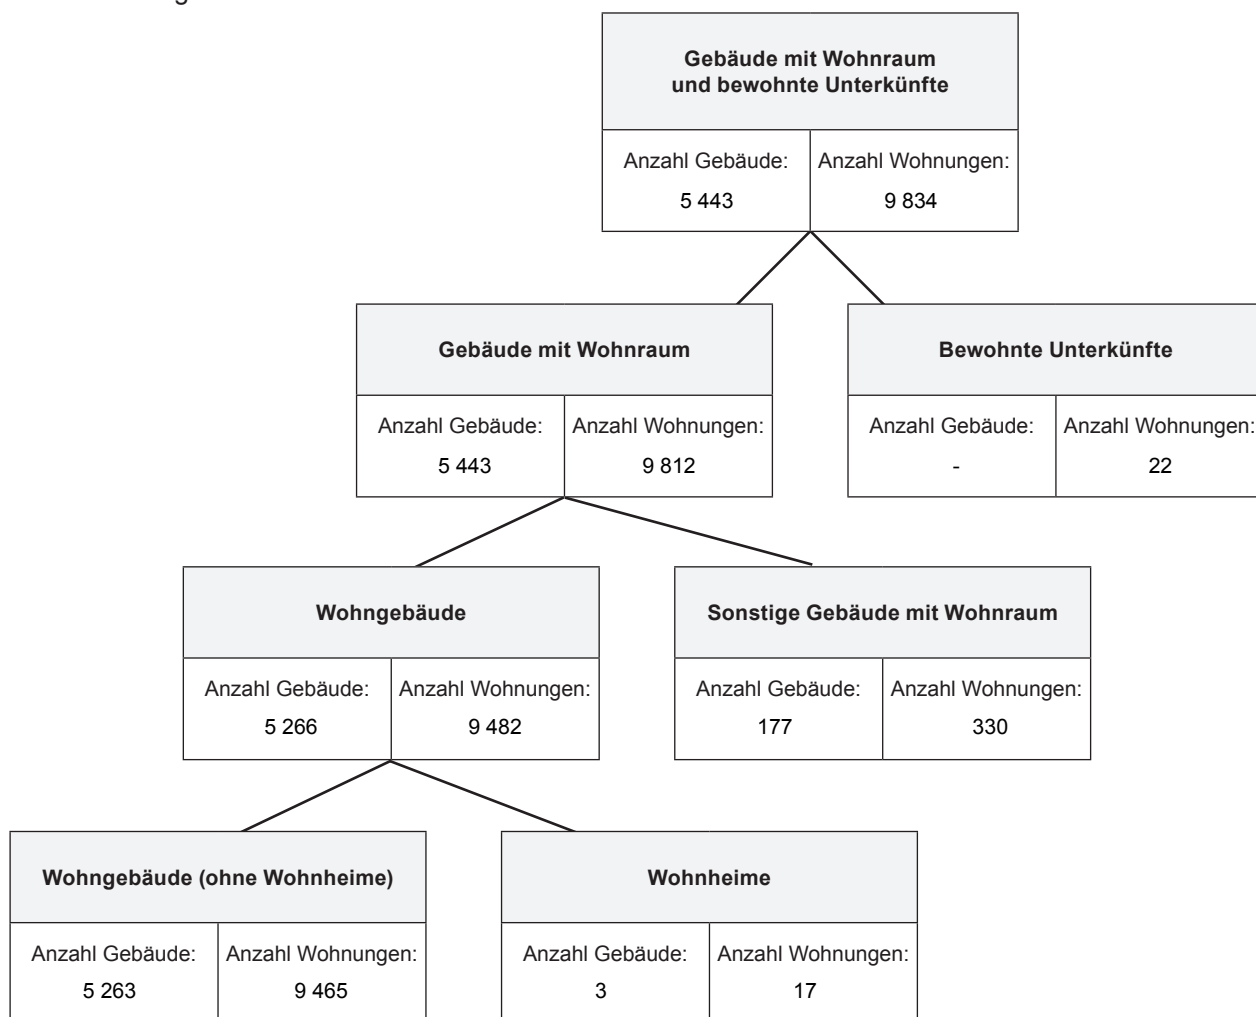 Gebäude mit Wohnraum
und bewohnte Unterkünfte
Anzahl Gebäude: Anzahl Wohnungen:
5 443 9 834
Gebäude mit Wohnraum
Anzahl Gebäude: Anzahl Wohnungen:
5 443 9 812
Bewohnte Unterkünfte
Anzahl Gebäude: Anzahl Wohnungen:
- 22
Wohngebäude
Anzahl Gebäude: Anzahl Wohnungen:
5 266 9 482
Sonstige Gebäude mit Wohnraum
Anzahl Gebäude: Anzahl Wohnungen:
177 330
Wohngebäude (ohne Wohnheime)
Anzahl Gebäude: Anzahl Wohnungen:
5 263 9 465
Wohnheime
Anzahl Gebäude: Anzahl Wohnungen:
3 17